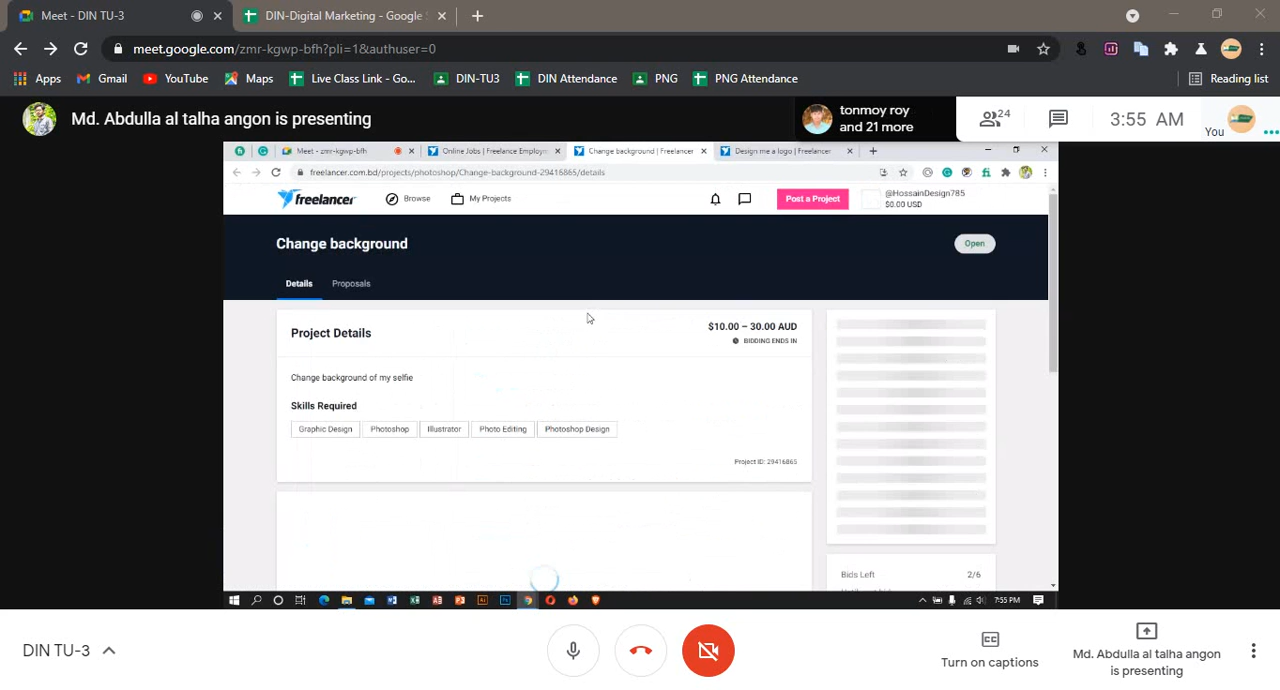 Meet - DIN TU-3
DIN-Digital Marketing - Google S
meet.google.com/zmr-kgwp-bfh?pli=1&authuser=0
Apps
Gmail
YouTube
Maps
Live Class Link - Go...
DIN-TU3
DIN Attendance
PNG
PNG Attendance
Reading list
Md. Abdulla al talha angon is presenting
tonmoy roy
and 21 more
24
3:55 AM
You
Meet - zmr-kgwp-bfh
Online Jobs | Freelance Employm
Change background | Freelancer
Design me a logo | Freelancer
freelancer.com.bd/projects/photoshop/Change-background-29416865/details
freelancer
Browse
My Projects
Post a Project
@HossainDesign785
$0.00 USD
Change background
Open
Details
Proposals
Project Details
$10.00 – 30.00 AUD
BIDDING ENDS IN
Change background of my selfie
Skills Required
Graphic Design
Photoshop
Illustrator
Photo Editing
Photoshop Design
Project ID: 29416865
Bids Left
2/6
7:55 PM
DIN TU-3
CC
Turn on captions
Md. Abdulla al talha angon
is presenting